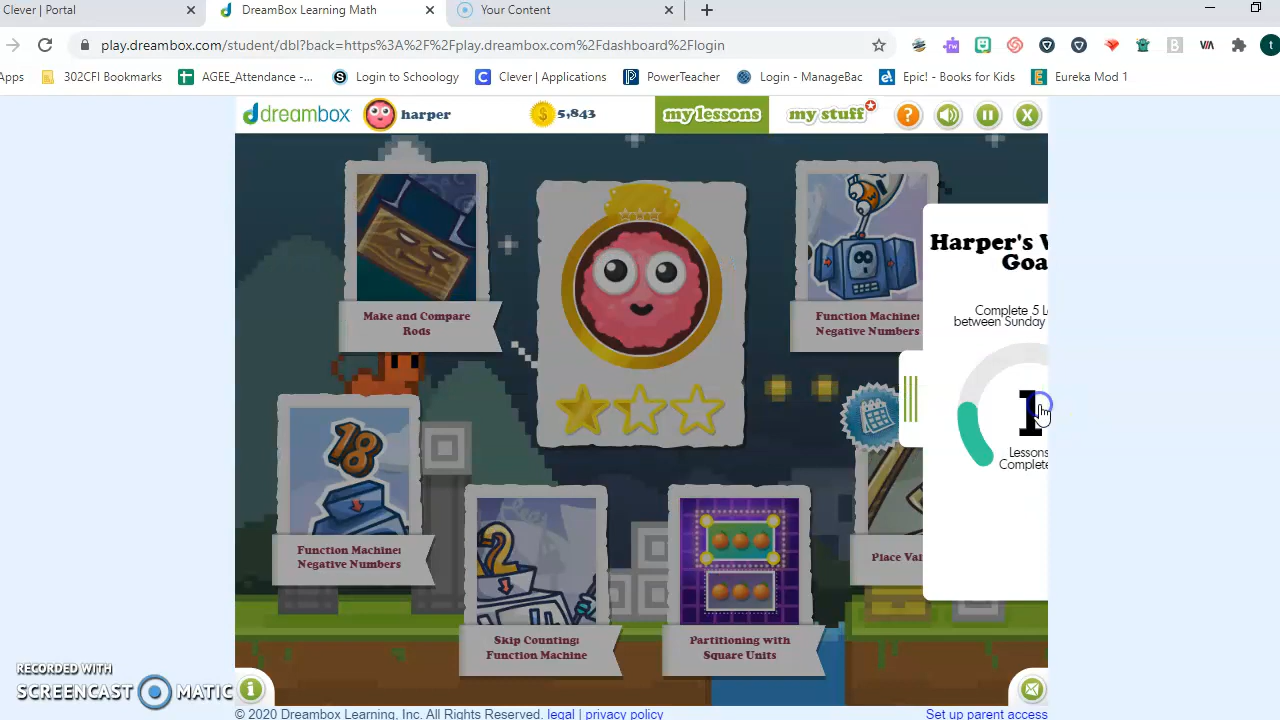 Clever | Portal
DreamBox Learning Math
Your Content
play.dreambox.com/student/dbl?back=https%3A%2F%2Fplay.dreambox.com%2Fdashboard%2Flogin
Apps
302CFI Bookmarks
AGEE_Attendance -...
Login to Schoology
Clever | Applications
PowerTeacher
Login - ManageBac
Epic! - Books for Kids
Eureka Mod 1
rw
B
VIA
t
dreambox
harper
5,843
my lessons
my stuff
?
X
Make and Compare
Rods
Function Machine:
Negative Numbers
Harper's
Goa
Complete 5 L
between Sunday
1
Lessons
Complete
18
Function Machine:
Negative Numbers
2
Skip Counting:
Function Machine
Partitioning with
Square Units
Place Val
RECORDED WITH
SCREENCAST MATIC
i
© 2020 Dreambox Learning, Inc. All Rights Reserved. legal | privacy policy
Set up parent access